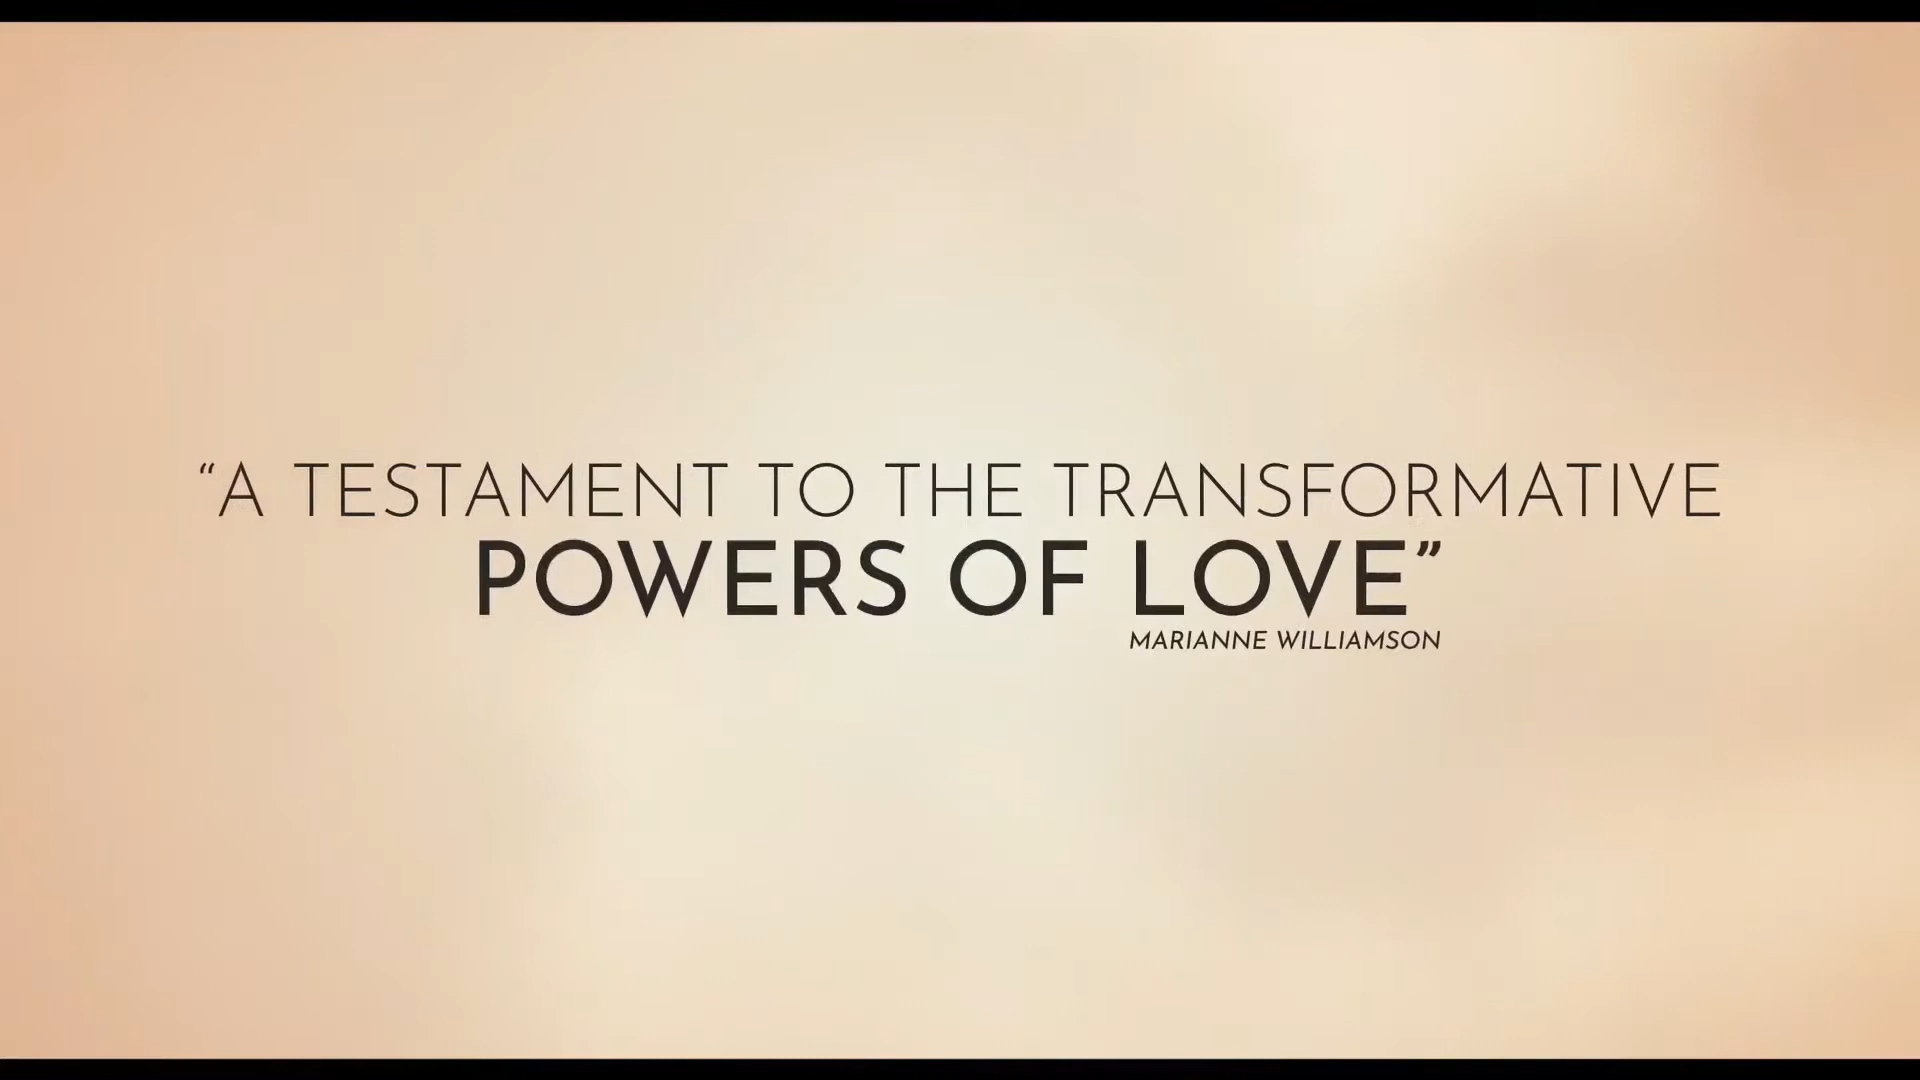 “A TESTAMENT TO THE TRANSFORMATIVE
POWERS OF LOVE”
MARIANNE WILLIAMSON